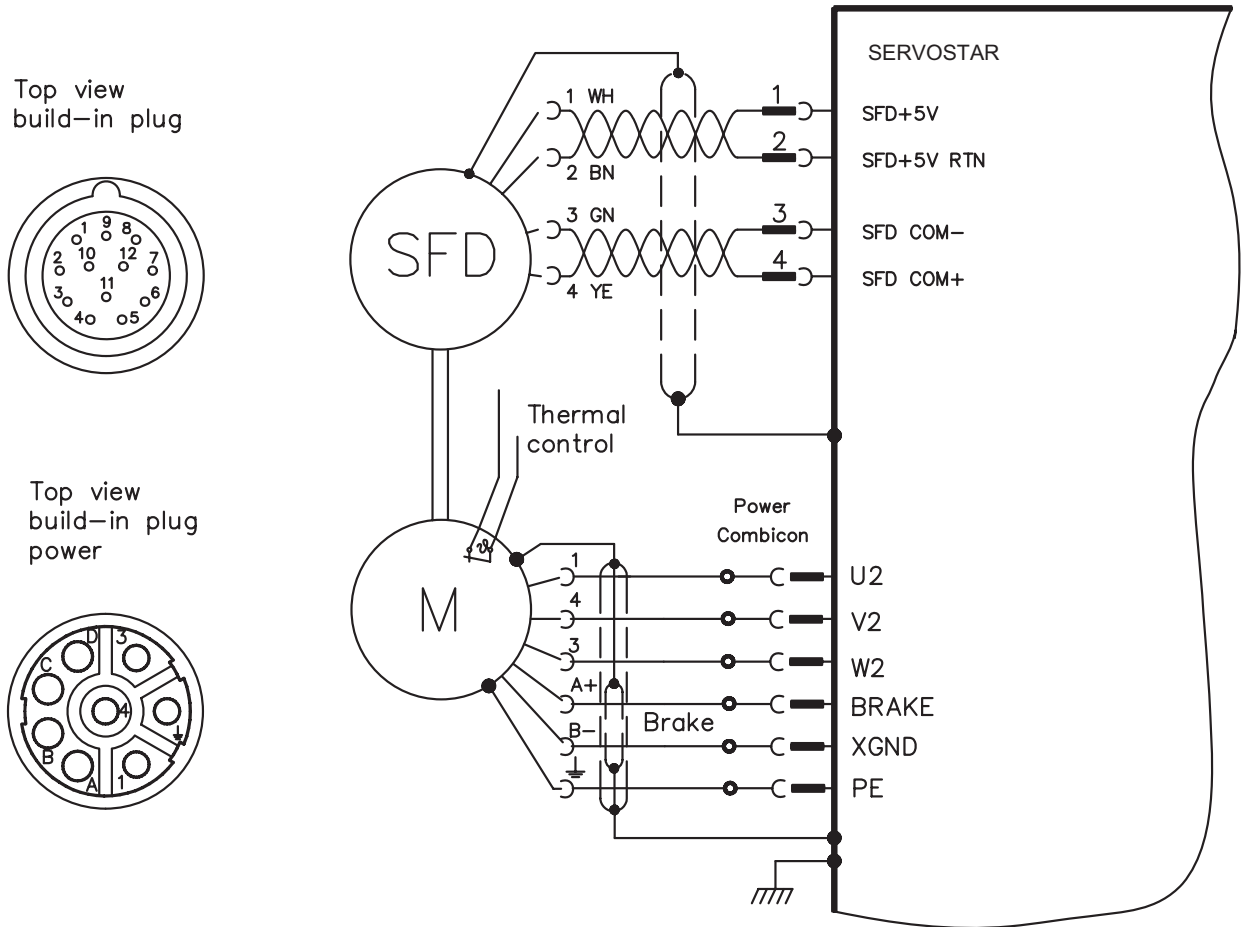 Top view
build-in plug
1
9
8
10
12
2
7
11
3
6
4
5
Top view
build-in plug
power
D
3
C
4
B
A
1
SERVOSTAR
SFD
1 WH
1
SFD+5V
2 BN
2
SFD+5V RTN
3 GN
3
SFD COM-
4 YE
4
SFD COM+
Thermal
control
ϑ
M
Power
Combicon
1
U2
4
V2
3
W2
A+
BRAKE
Brake
B-
XGND
PE